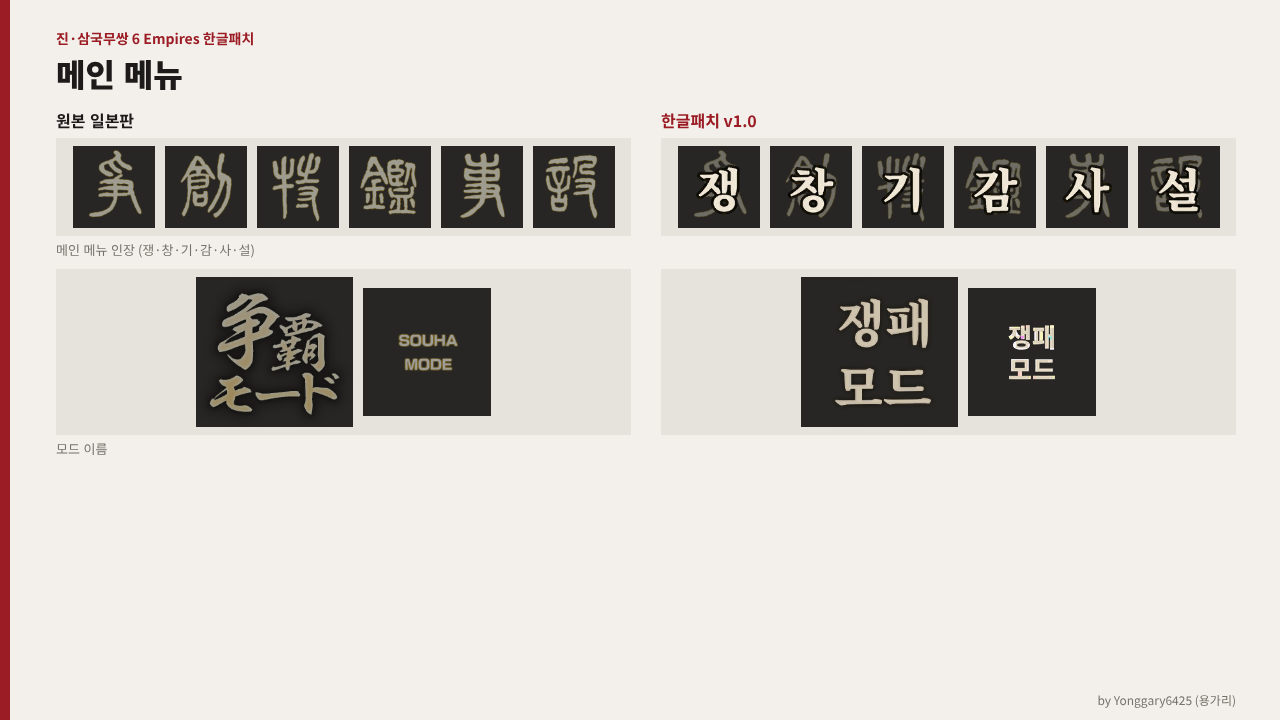 진·삼국무쌍 6 Empires 한글패치
메인 메뉴
원본 일본판
爭 創 特 鑑 事 設
메인 메뉴 인장 (쟁·창·기·감·사·설)
争覇
モード
SOUHA
MODE
모드 이름
한글패치 v1.0
쟁 창 기 감 사 설
쟁패
모드
쟁패
모드
by Yonggary6425 (용가리)